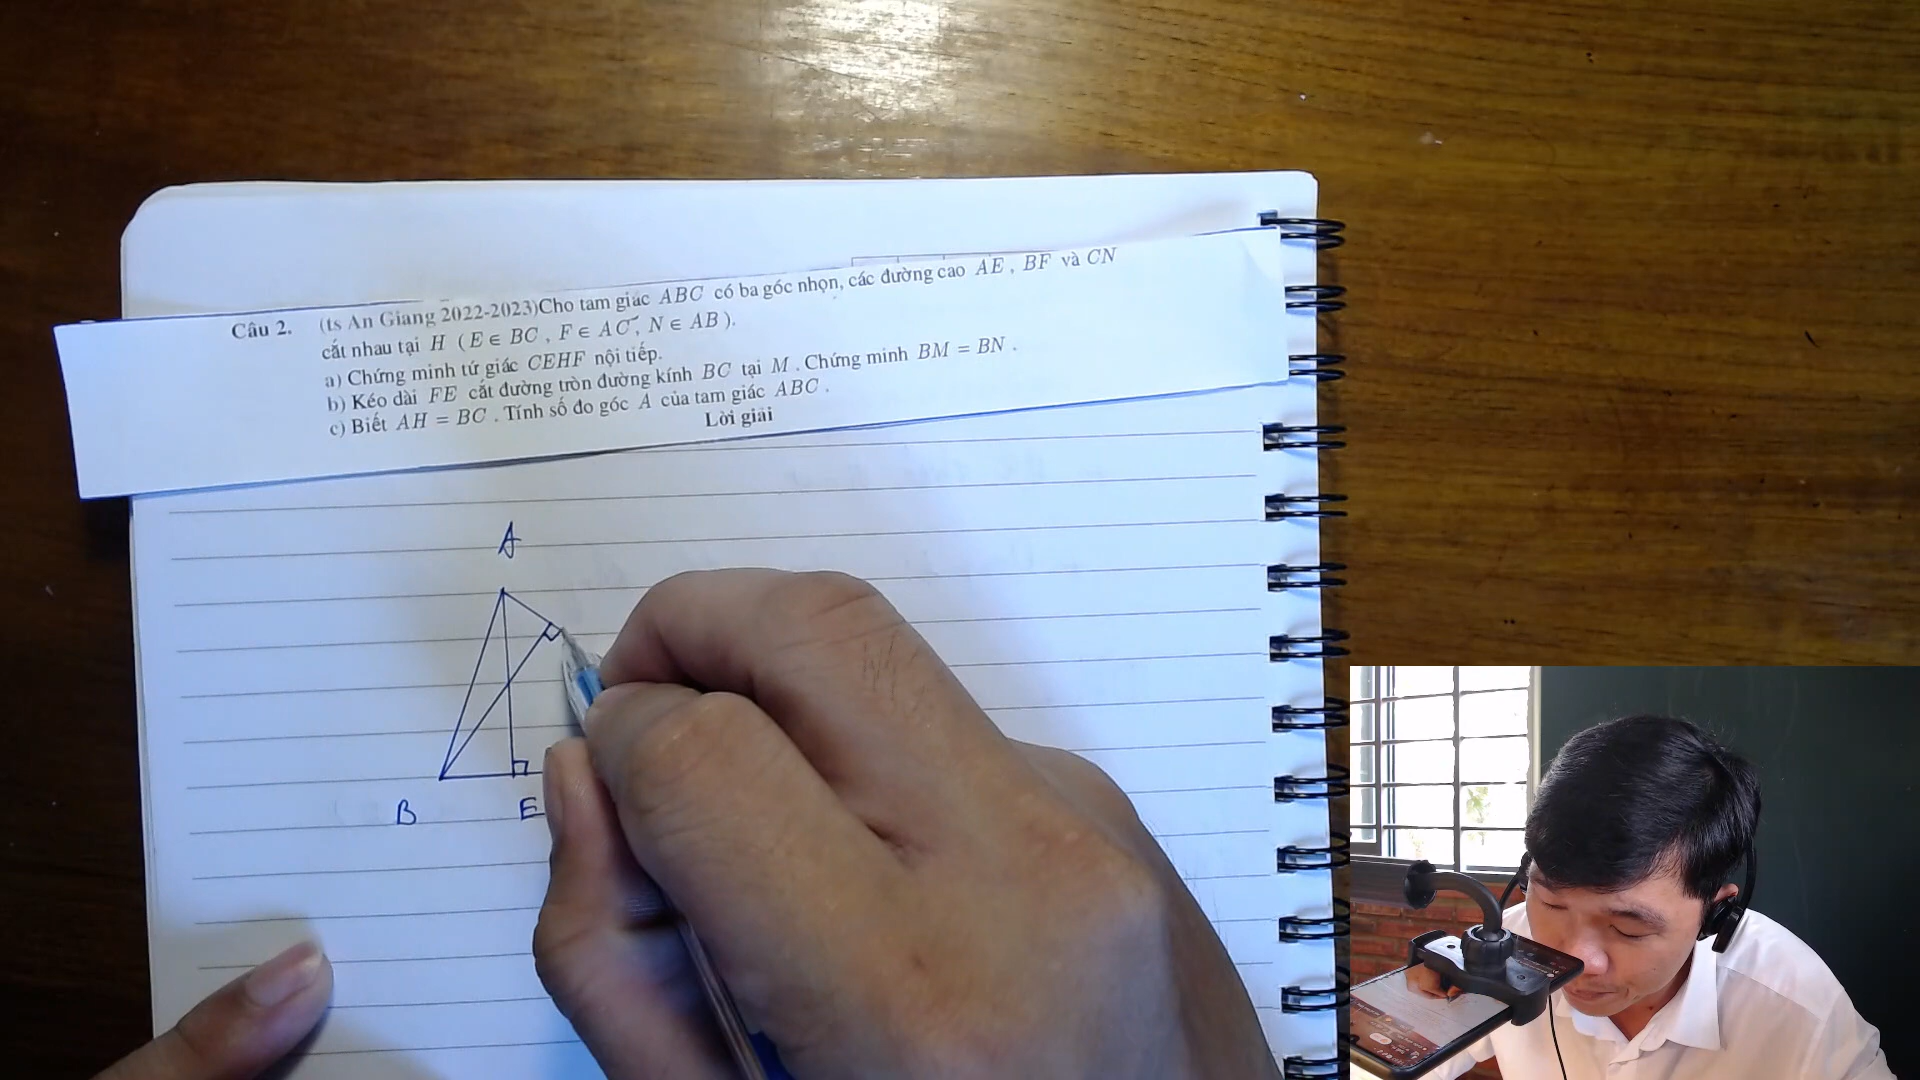 Câu 2. (ts An Giang 2022-2023)Cho tam giác ABC có ba góc nhọn, các đường cao AE , BF và CN
cắt nhau tại H ( E ∈ BC , F ∈ AC , N ∈ AB ).
a) Chứng minh tứ giác CEHF nội tiếp.
b) Kéo dài FE cắt đường tròn đường kính BC tại M . Chứng minh BM = BN .
c) Biết AH = BC . Tính số đo góc A của tam giác ABC .
Lời giải
A
B E